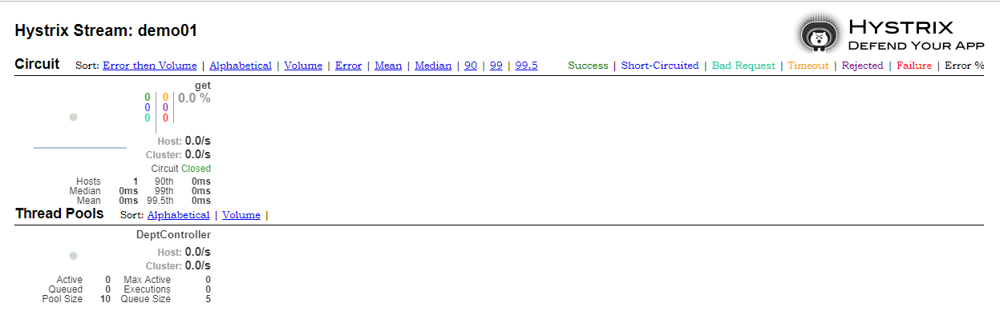 Hystrix Stream: demo01
HYSTRIX
DEFEND YOUR APP
Circuit Sort: Error then Volume | Alphabetical | Volume | Error | Mean | Median | 90 | 99 | 99.5 Success | Short-Circuited | Bad Request | Timeout | Rejected | Failure | Error %
get
0 0 0.0 %
0 0
0 0
Host: 0.0/s
Cluster: 0.0/s
Circuit Closed
Hosts 1 90th 0ms
Median 0ms 99th 0ms
Mean 0ms 99.5th 0ms
Thread Pools Sort: Alphabetical | Volume |
DeptController
Host: 0.0/s
Cluster: 0.0/s
Active 0 Max Active 0
Queued 0 Executions 0
Pool Size 10 Queue Size 5